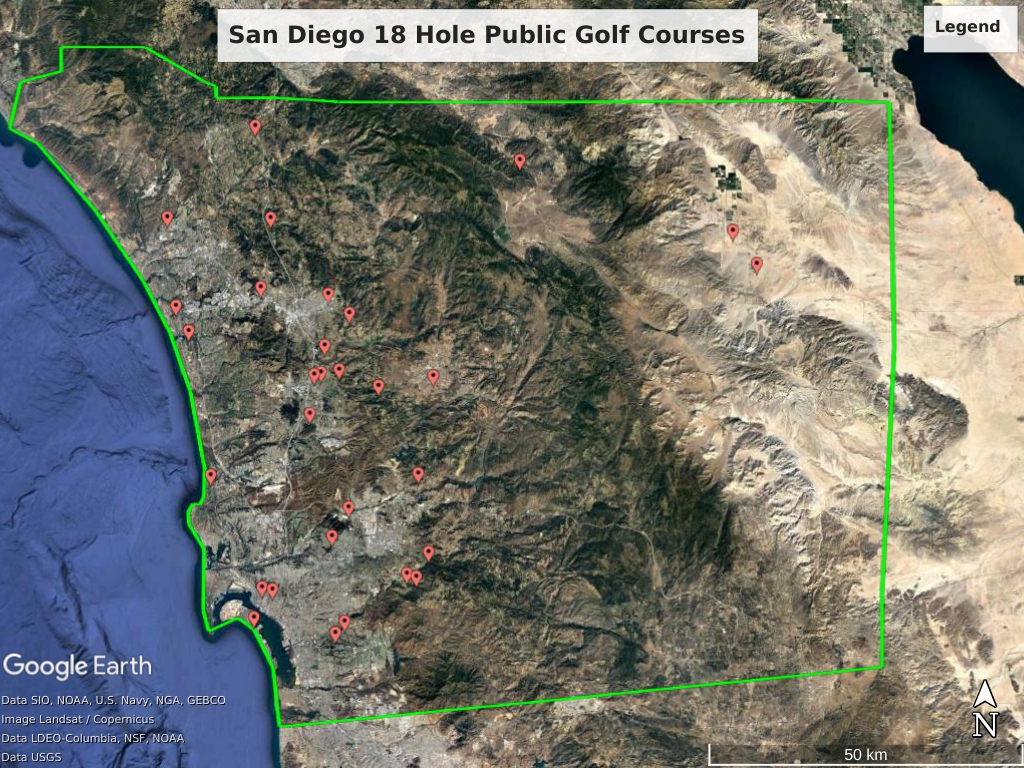 San Diego 18 Hole Public Golf Courses
Legend
Google Earth
Data SIO, NOAA, U.S. Navy, NGA, GEBCO
Image Landsat / Copernicus
Data LDEO-Columbia, NSF, NOAA
Data USGS
N
50 km